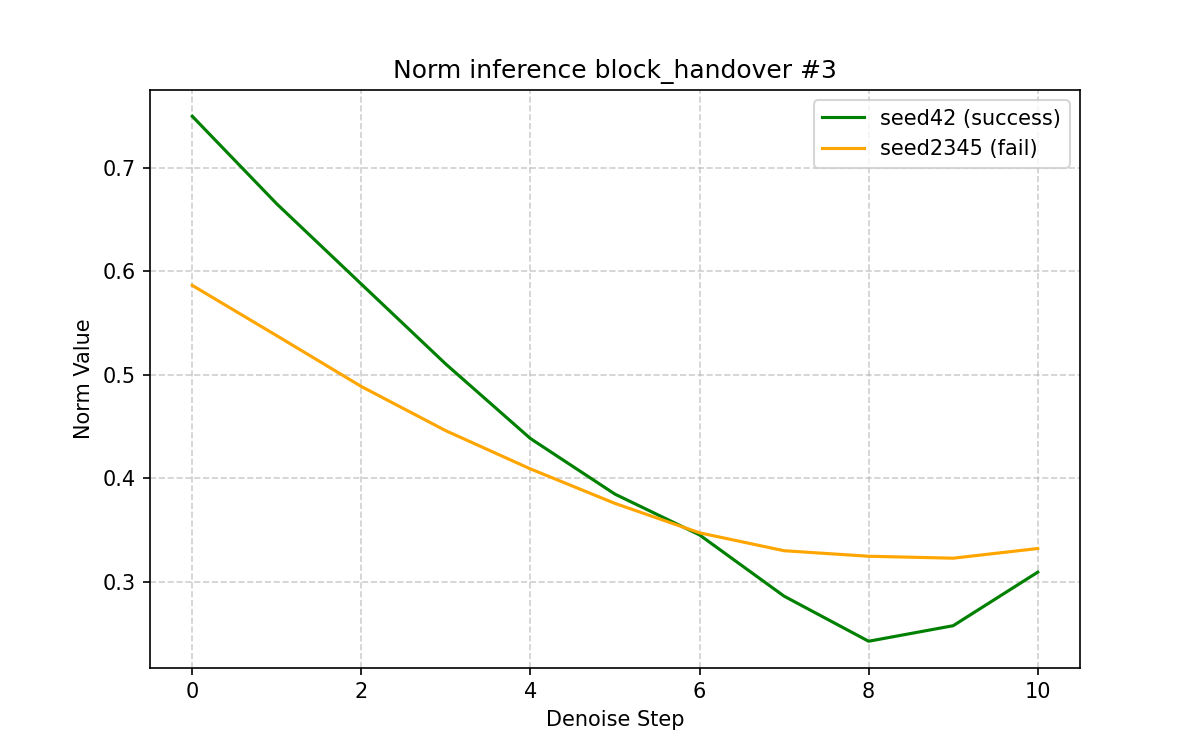 Norm inference block_handover #3
seed42 (success)
seed2345 (fail)
Norm Value
0.7
0.6
0.5
0.4
0.3
0 2 4 6 8 10
Denoise Step